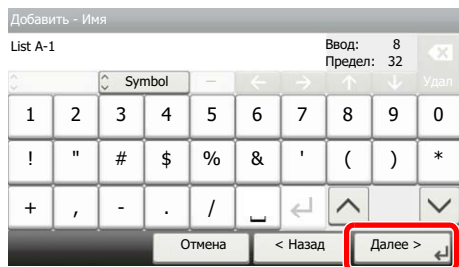 Добавить - Имя
List A-1 Ввод: 8
Предел: 32
Symbol Удал
1 2 3 4 5 6 7 8 9 0
! " # $ % & ' ( ) *
+ , - . / _
Отмена < Назад Далее >